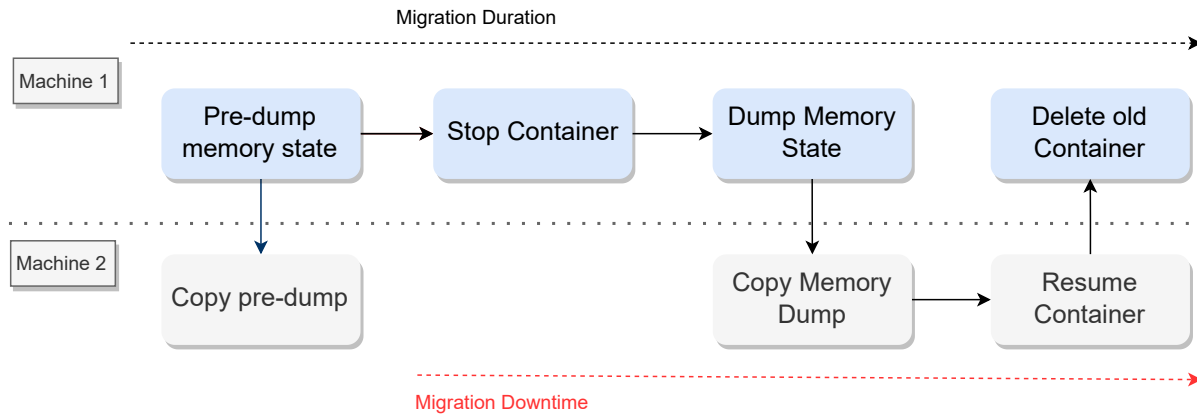 Migration Duration
Machine 1
Pre-dump
memory state
Stop Container
Dump Memory
State
Delete old
Container
Machine 2
Copy pre-dump
Copy Memory
Dump
Resume
Container
Migration Downtime